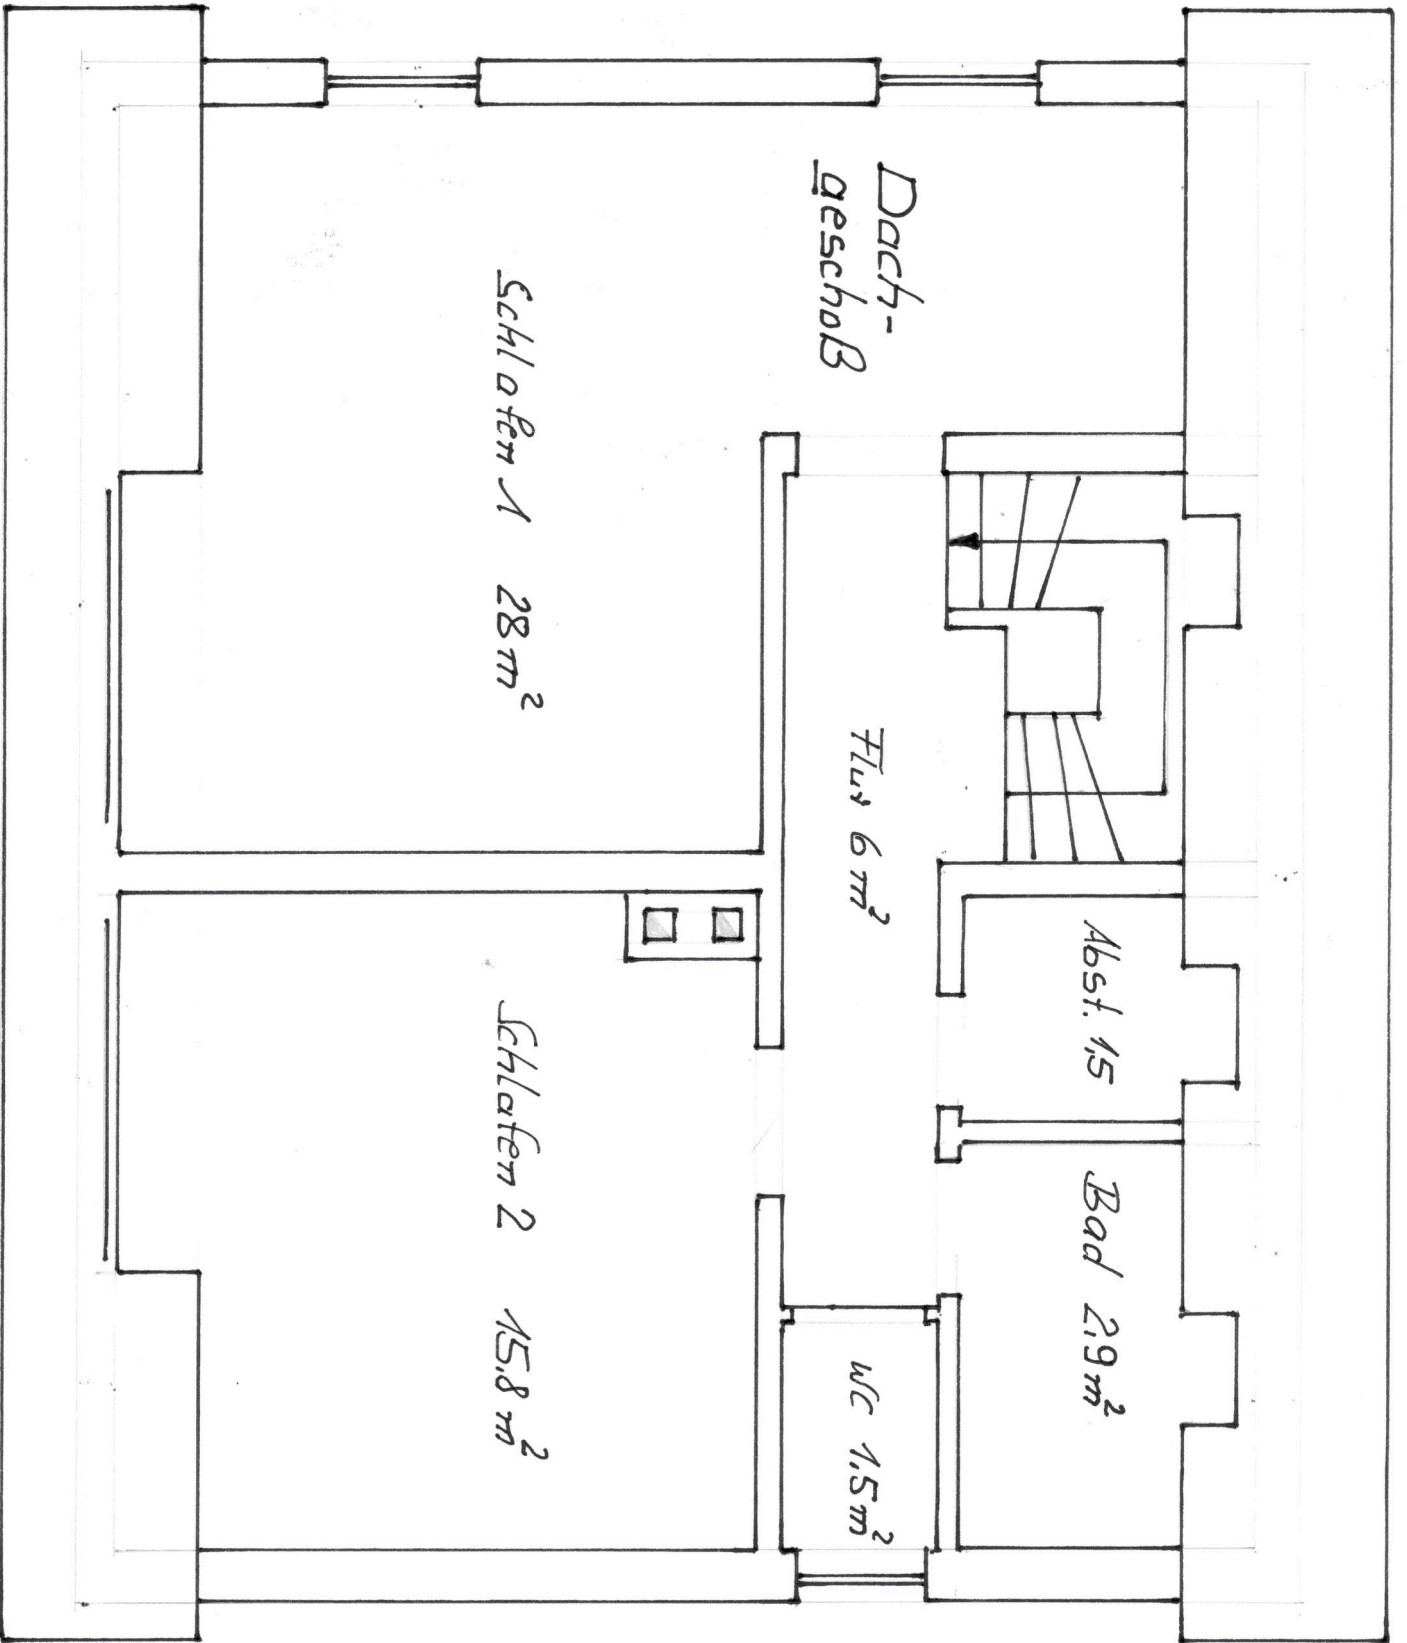 Dach-
geschoß
Schlafen 1 28 m²
Flur 6 m²
Abst. 1,5
Bad 2,9 m²
WC 1,5 m²
Schlafen 2 15,8 m²